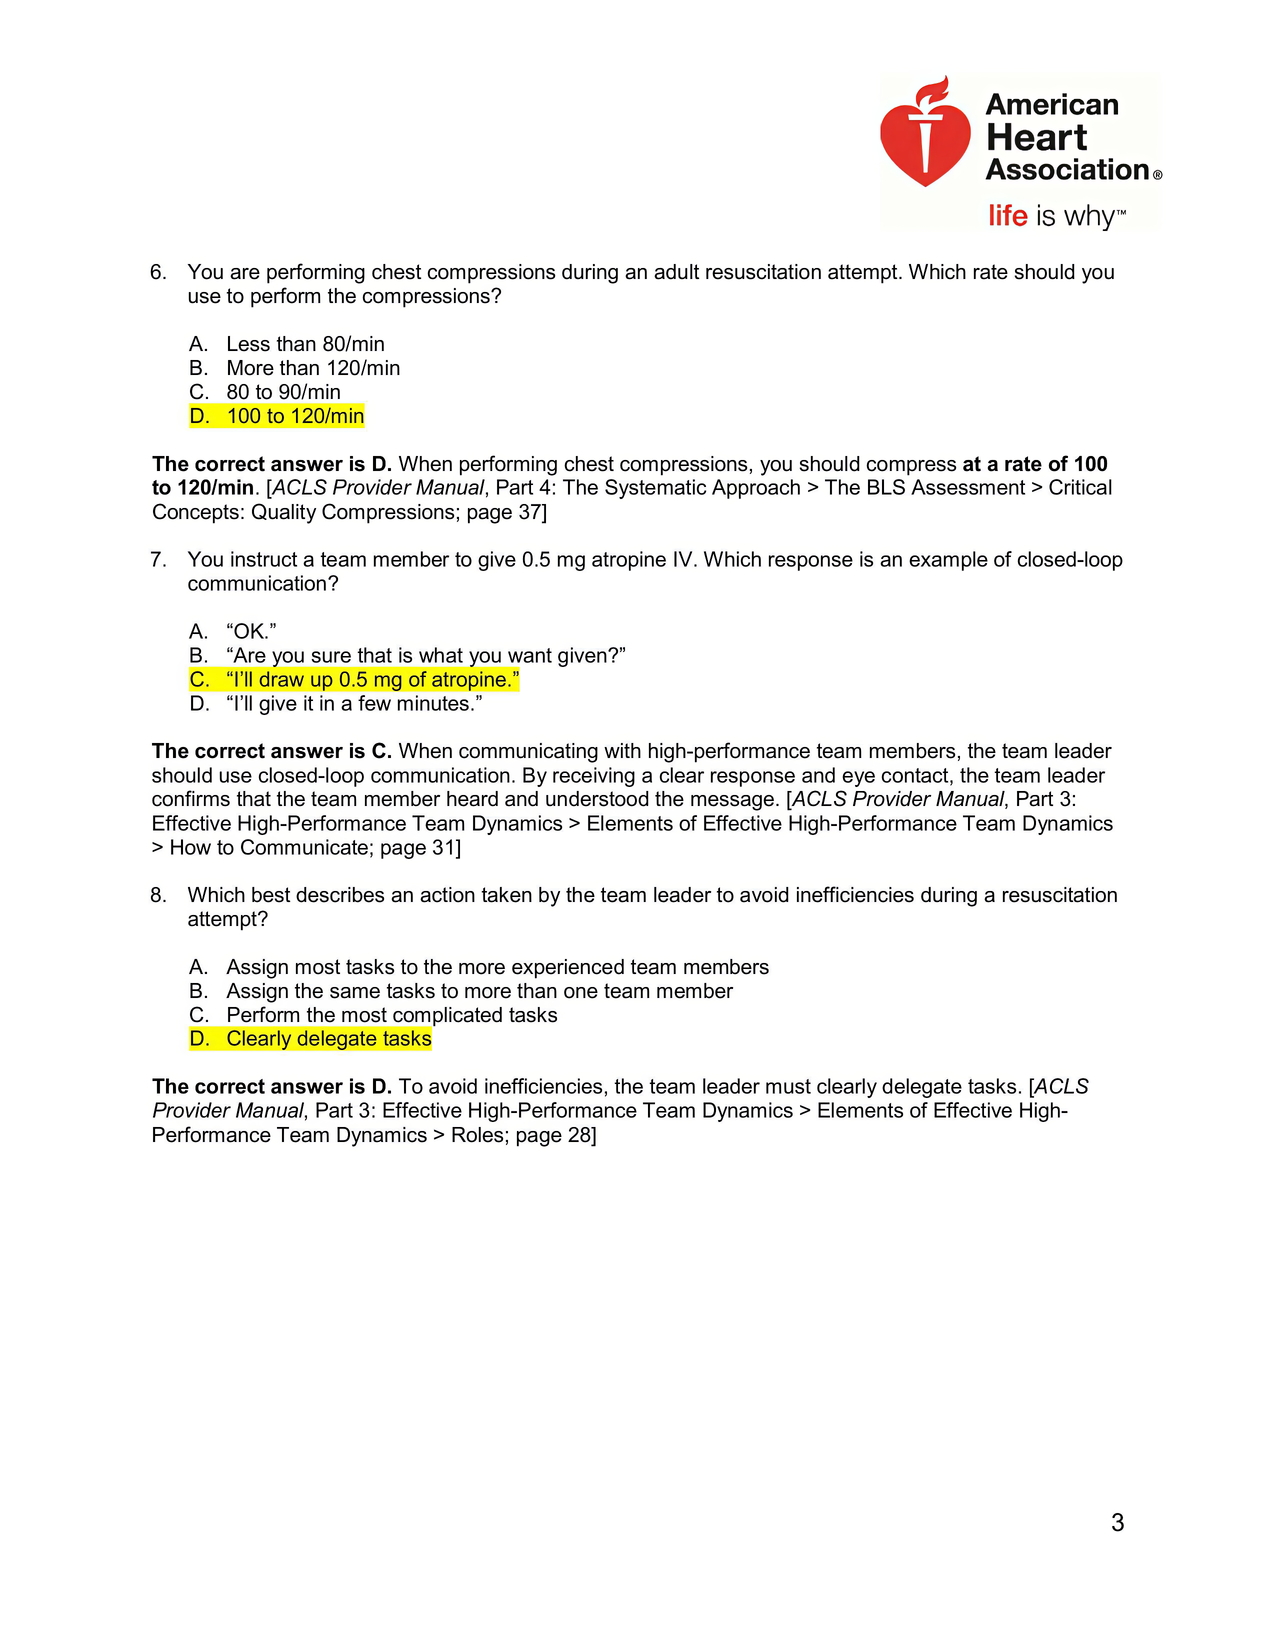 American
Heart
Association®
life is why™
6. You are performing chest compressions during an adult resuscitation attempt. Which rate should you
use to perform the compressions?
A. Less than 80/min
B. More than 120/min
C. 80 to 90/min
D. 100 to 120/min
The correct answer is D. When performing chest compressions, you should compress at a rate of 100
to 120/min. [ACLS Provider Manual, Part 4: The Systematic Approach > The BLS Assessment > Critical
Concepts: Quality Compressions; page 37]
7. You instruct a team member to give 0.5 mg atropine IV. Which response is an example of closed-loop
communication?
A. “OK.”
B. “Are you sure that is what you want given?”
C. “I’ll draw up 0.5 mg of atropine.”
D. “I’ll give it in a few minutes.”
The correct answer is C. When communicating with high-performance team members, the team leader
should use closed-loop communication. By receiving a clear response and eye contact, the team leader
confirms that the team member heard and understood the message. [ACLS Provider Manual, Part 3:
Effective High-Performance Team Dynamics > Elements of Effective High-Performance Team Dynamics
> How to Communicate; page 31]
8. Which best describes an action taken by the team leader to avoid inefficiencies during a resuscitation
attempt?
A. Assign most tasks to the more experienced team members
B. Assign the same tasks to more than one team member
C. Perform the most complicated tasks
D. Clearly delegate tasks
The correct answer is D. To avoid inefficiencies, the team leader must clearly delegate tasks. [ACLS
Provider Manual, Part 3: Effective High-Performance Team Dynamics > Elements of Effective High-
Performance Team Dynamics > Roles; page 28]
3